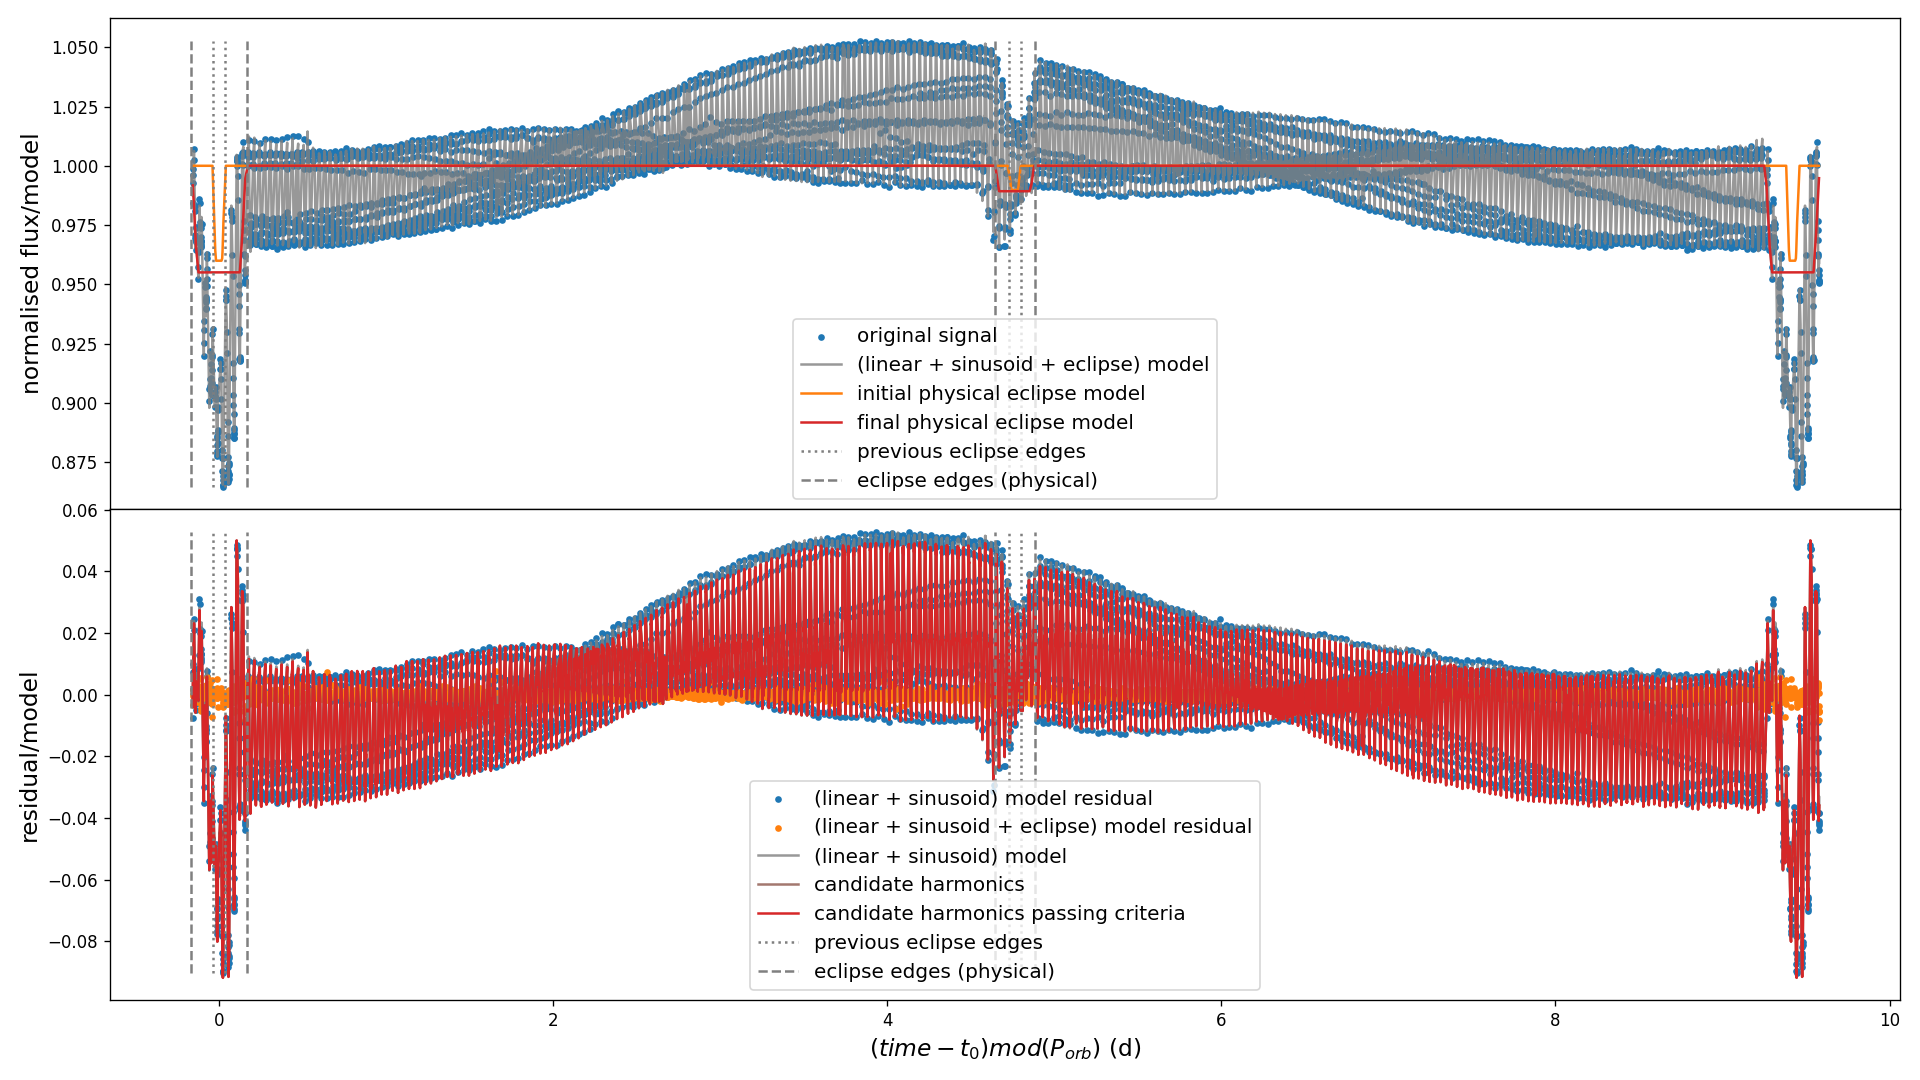 normalised flux/model
1.050
1.025
1.000
0.975
0.950
0.925
0.900
0.875
original signal
(linear + sinusoid + eclipse) model
initial physical eclipse model
final physical eclipse model
previous eclipse edges
eclipse edges (physical)
residual/model
0.06
0.04
0.02
0.00
−0.02
−0.04
−0.06
−0.08
(linear + sinusoid) model residual
(linear + sinusoid + eclipse) model residual
(linear + sinusoid) model
candidate harmonics
candidate harmonics passing criteria
previous eclipse edges
eclipse edges (physical)
0 2 4 6 8 10
(time − t₀)mod(P_orb) (d)